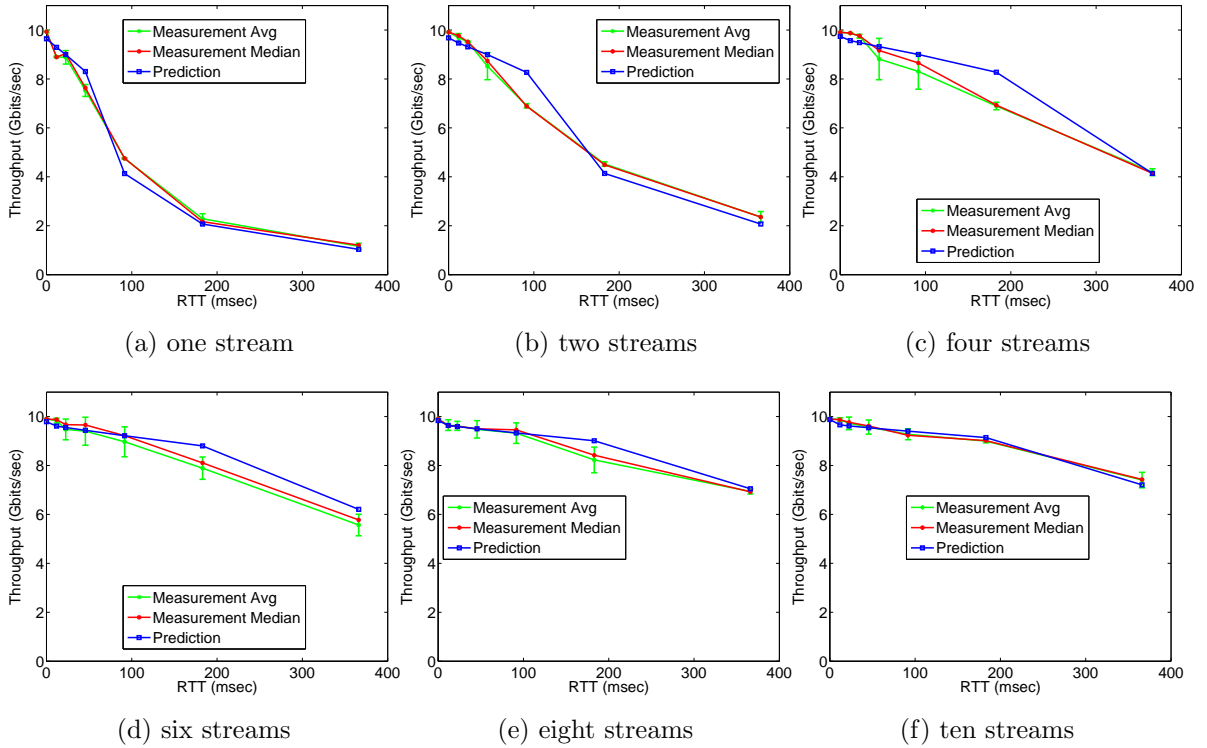 Throughput (Gbits/sec)
10
8
6
4
2
0
0 100 200 300 400
RTT (msec)
Measurement Avg
Measurement Median
Prediction
(a) one stream
Throughput (Gbits/sec)
10
8
6
4
2
0
0 100 200 300 400
RTT (msec)
Measurement Avg
Measurement Median
Prediction
(b) two streams
Throughput (Gbits/sec)
10
8
6
4
2
0
0 100 200 300 400
RTT (msec)
Measurement Avg
Measurement Median
Prediction
(c) four streams
Throughput (Gbits/sec)
10
8
6
4
2
0
0 100 200 300 400
RTT (msec)
Measurement Avg
Measurement Median
Prediction
(d) six streams
Throughput (Gbits/sec)
10
8
6
4
2
0
0 100 200 300 400
RTT (msec)
Measurement Avg
Measurement Median
Prediction
(e) eight streams
Throughput (Gbits/sec)
10
8
6
4
2
0
0 100 200 300 400
RTT (msec)
Measurement Avg
Measurement Median
Prediction
(f) ten streams